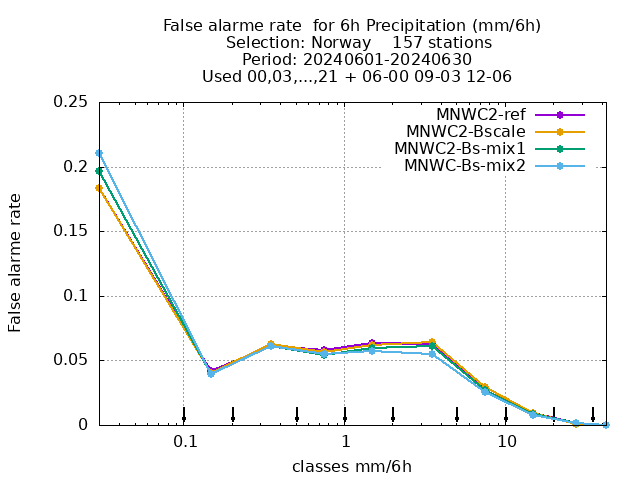 False alarme rate  for 6h Precipitation (mm/6h)
Selection: Norway    157 stations
Period: 20240601-20240630
Used 00,03,...,21 + 06-00 09-03 12-06
MNWC2-ref
MNWC2-Bscale
MNWC2-Bs-mix1
MNWC-Bs-mix2
False alarme rate
0.25
0.2
0.15
0.1
0.05
0
0.1 1 10
classes mm/6h